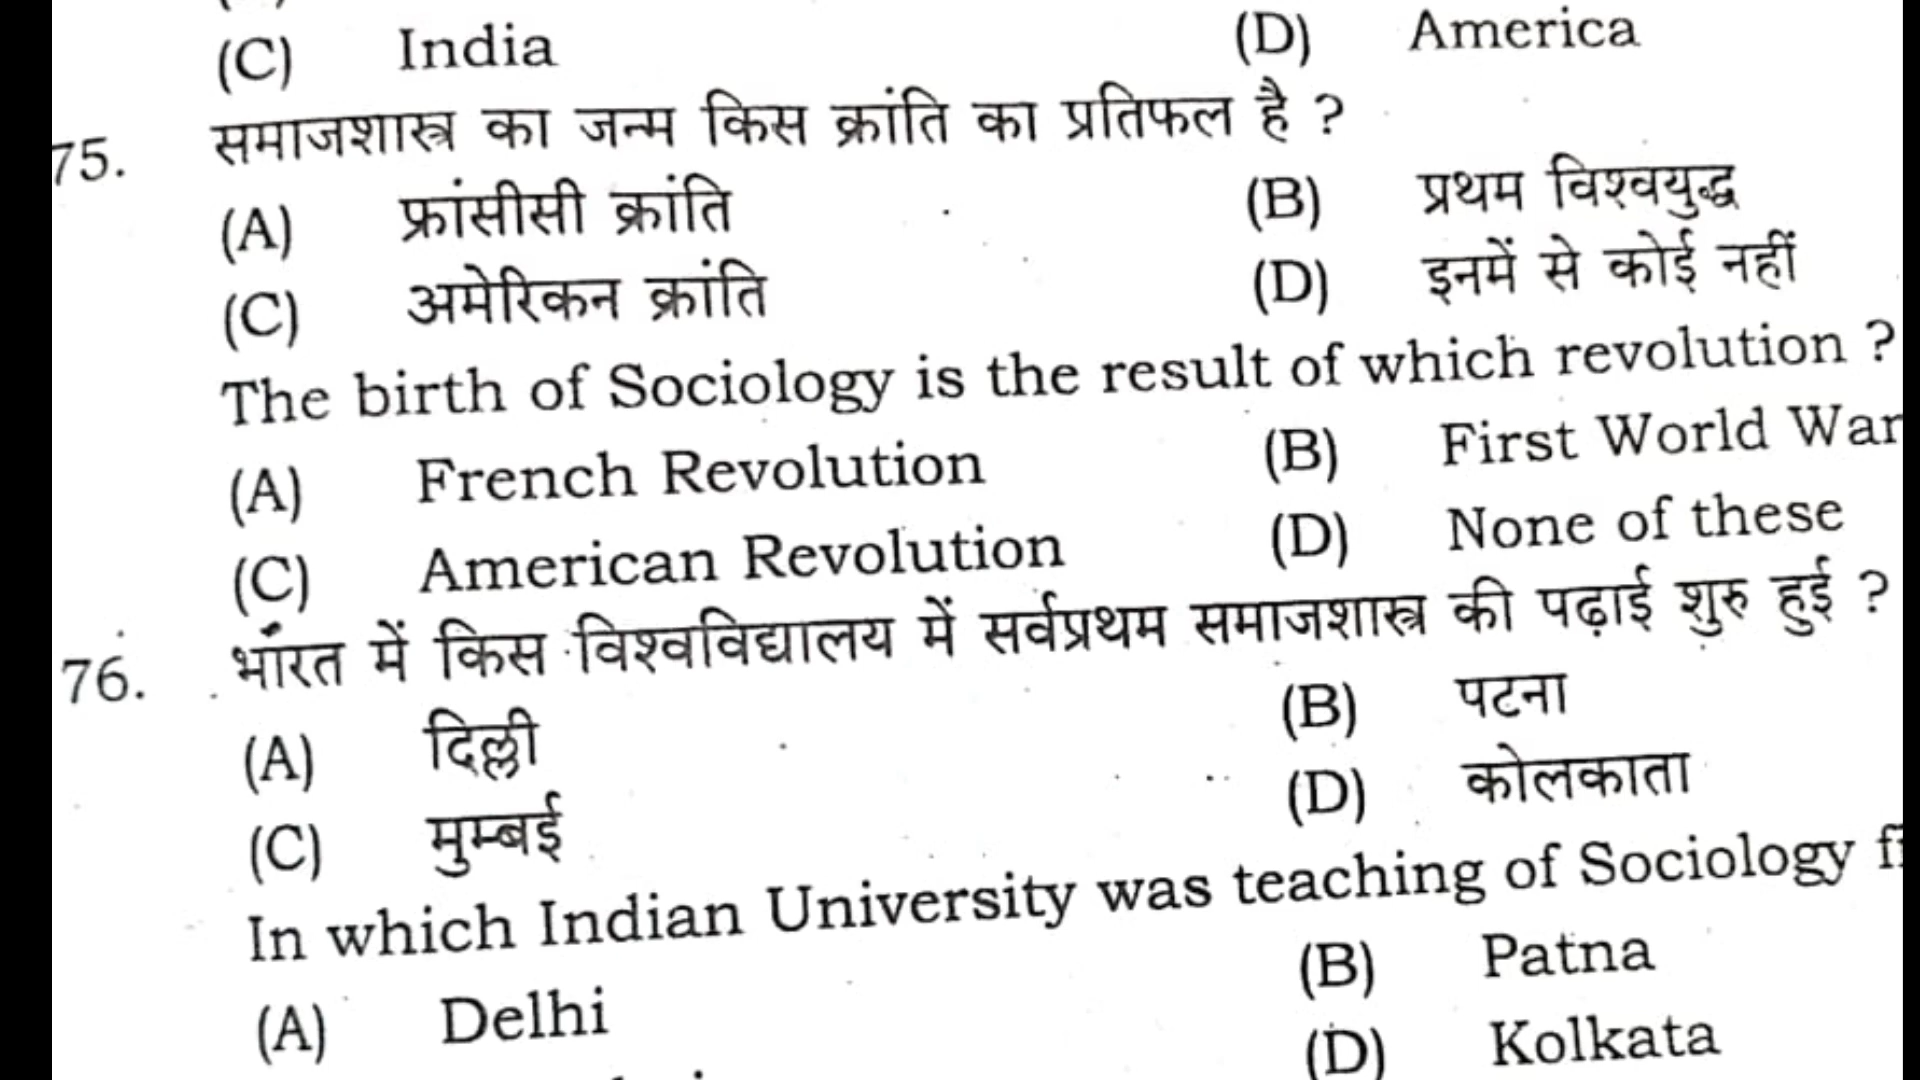 (C) India (D) America
75. समाजशास्त्र का जन्म किस क्रांति का प्रतिफल है ?
(A) फ्रांसीसी क्रांति (B) प्रथम विश्वयुद्ध
(C) अमेरिकन क्रांति (D) इनमें से कोई नहीं
The birth of Sociology is the result of which revolution ?
(A) French Revolution (B) First World War
(C) American Revolution (D) None of these
76. भारत में किस विश्वविद्यालय में सर्वप्रथम समाजशास्त्र की पढ़ाई शुरु हुई ?
(A) दिल्ली (B) पटना
(C) मुम्बई (D) कोलकाता
In which Indian University was teaching of Sociology
(A) Delhi (B) Patna
(D) Kolkata